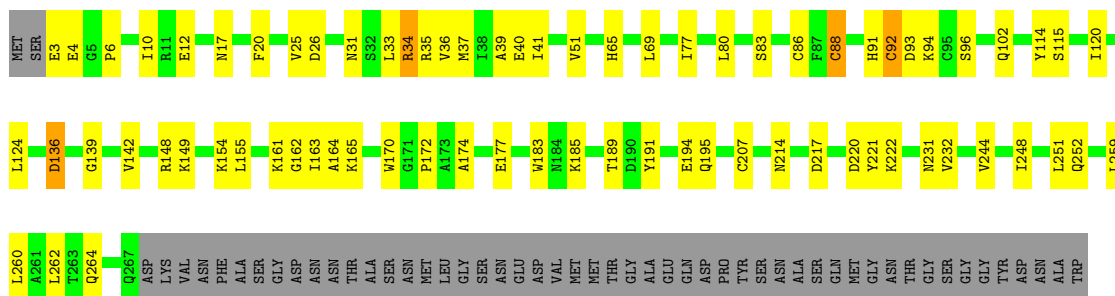 MET SER E3 E4 G5 P6 I10 R11 E12 N17 F20 V25 D26 N31 S32 L33 R34 R35 V36 M37 I38 A39 E40 I41 V51 H65 L69 I77 L80 S83 C86 F87 C88 H91 C92 D93 K94 C95 S96 Q102 Y114 S115 I120
L124 D136 G139 V142 R148 K149 K154 L155 K161 G162 I163 A164 K165 W170 G171 P172 A173 A174 E177 W183 N184 K185 T189 D190 Y191 E194 Q195 C207 N214 D217 D220 Y221 K222 N231 V232 V244 I248 L251 Q252
L260 A261 L262 T263 Q264 Q267 ASP LYS VAL ASN PHE ALA SER GLY ASP ASN ASN THR ALA SER ASN MET LEU GLY SER ASN GLU ASP VAL MET MET THR GLY ALA GLU GLU GLN ASP PRO TYR SER ASN ALA SER GLN MET GLY ASN THR GLY SER GLY GLY TYR ASP ASN ALA TRP